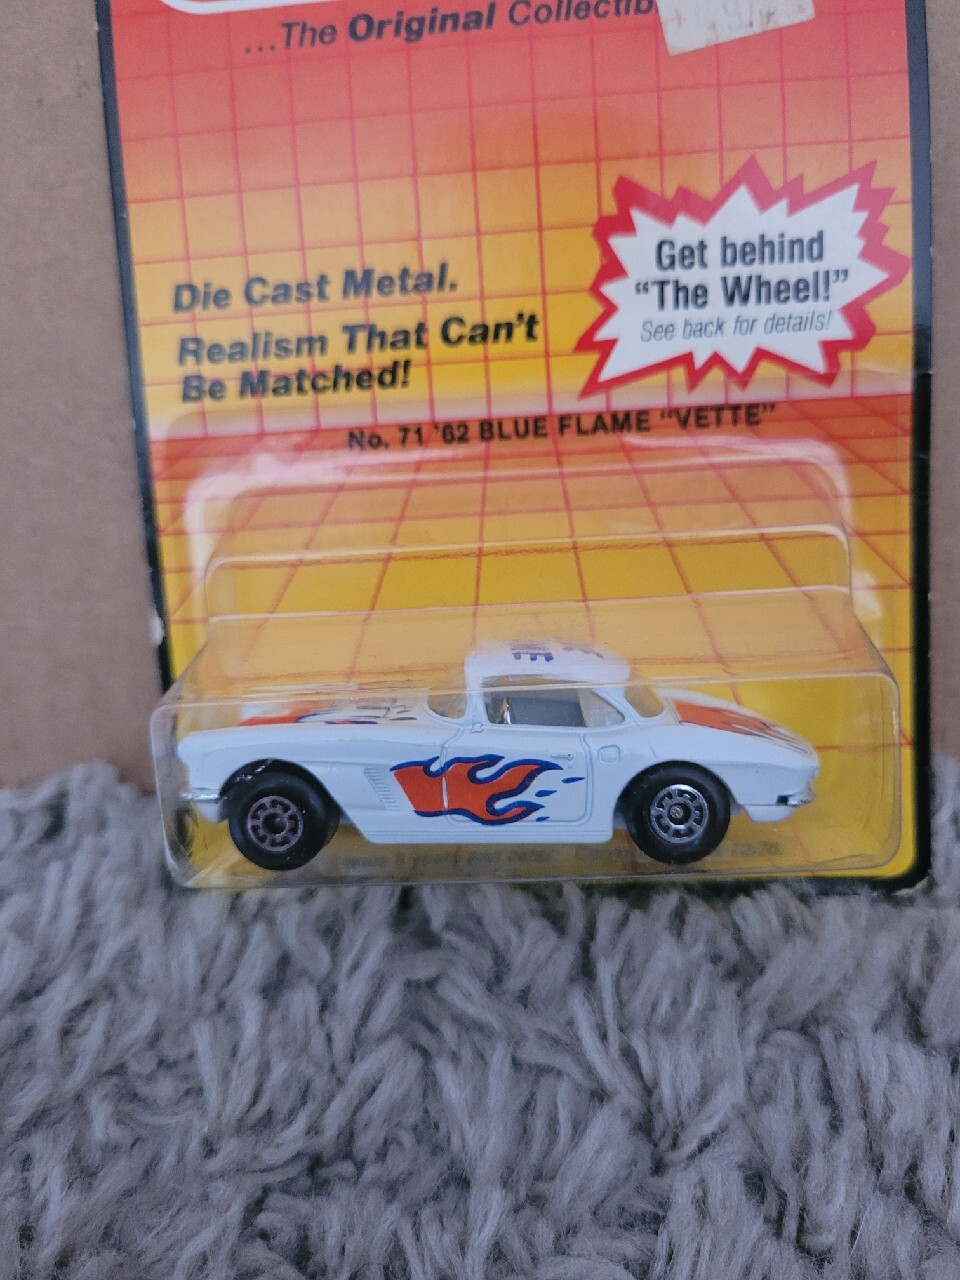 ...The Original Collectib
Die Cast Metal.
Realism That Can't
Be Matched!
Get behind
"The Wheel!"
See back for details!
No. 71 '62 BLUE FLAME "VETTE"